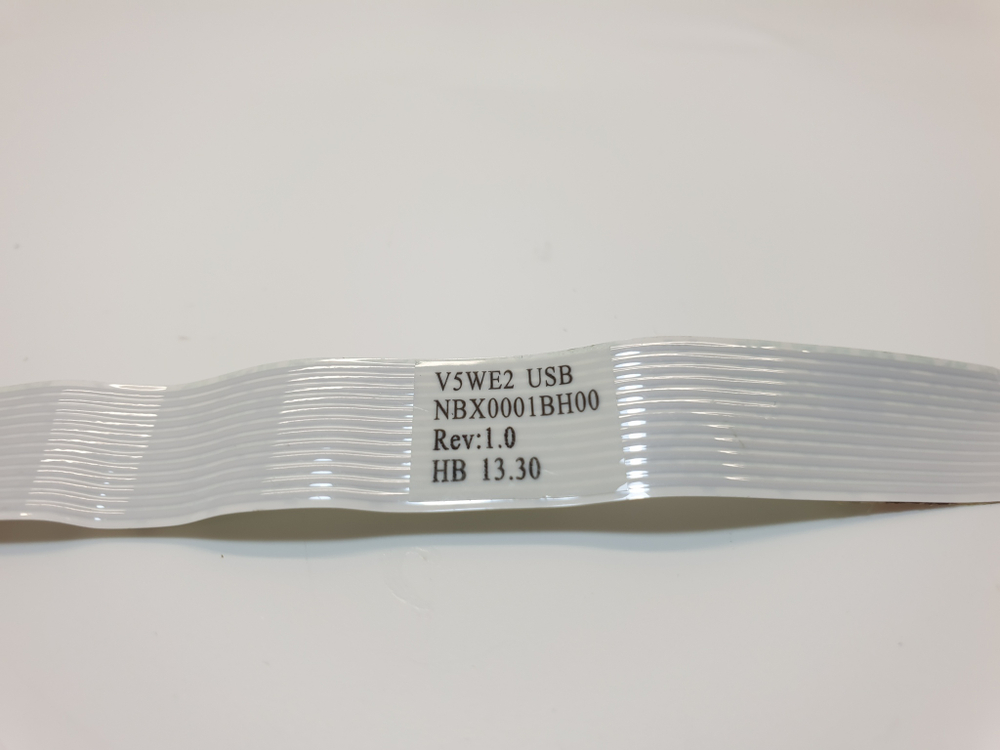 V5WE2 USB
NBX0001BH00
Rev:1.0
HB 13.30